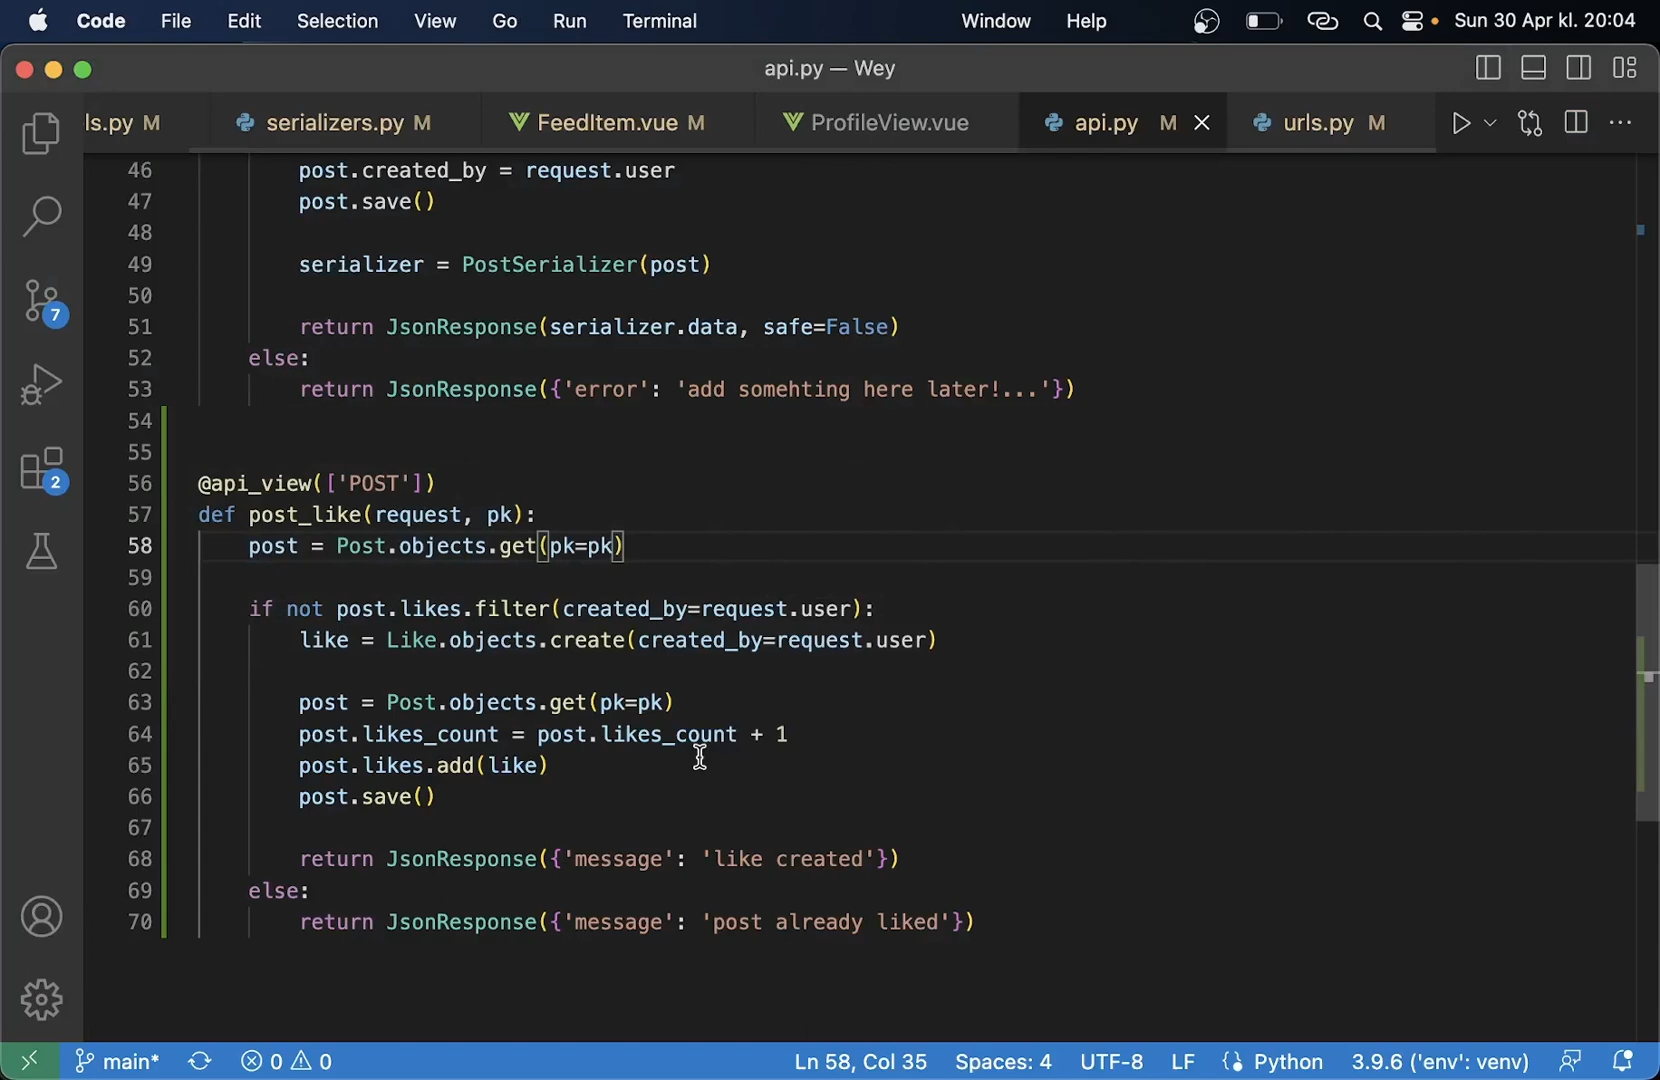 Code File Edit Selection View Go Run Terminal Window Help Sun 30 Apr kl. 20:04
api.py — Wey
ls.py M serializers.py M FeedItem.vue M ProfileView.vue api.py M urls.py M
46 post.created_by = request.user
47 post.save()
48
49 serializer = PostSerializer(post)
50
51 return JsonResponse(serializer.data, safe=False)
52 else:
53 return JsonResponse({'error': 'add somehting here later!...'})
54
55
56 @api_view(['POST'])
57 def post_like(request, pk):
58 post = Post.objects.get(pk=pk)
59
60 if not post.likes.filter(created_by=request.user):
61 like = Like.objects.create(created_by=request.user)
62
63 post = Post.objects.get(pk=pk)
64 post.likes_count = post.likes_count + 1
65 post.likes.add(like)
66 post.save()
67
68 return JsonResponse({'message': 'like created'})
69 else:
70 return JsonResponse({'message': 'post already liked'})
7
2
main* 0 0 Ln 58, Col 35 Spaces: 4 UTF-8 LF Python 3.9.6 ('env': venv)